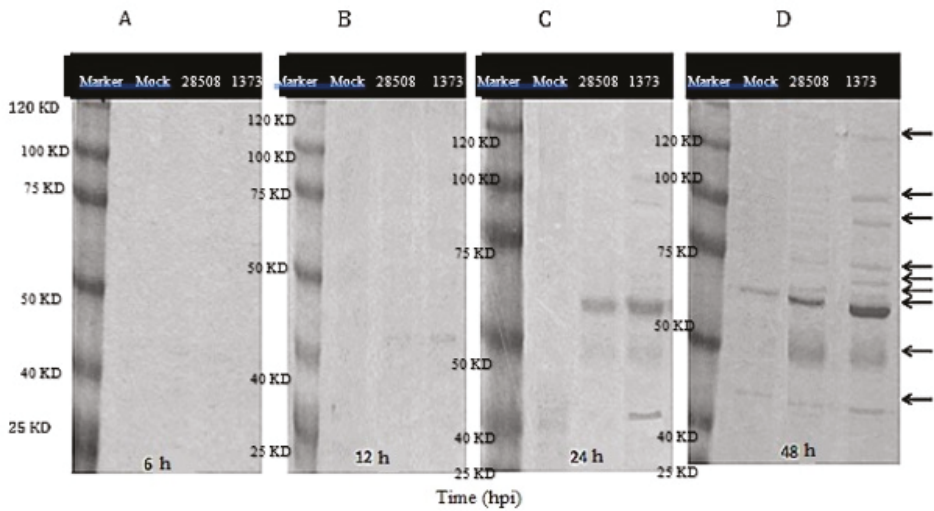 A B C D
Marker Mock 28508 1373 Marker Mock 28508 1373 Marker Mock 28508 1373 Marker Mock 28508 1373
120 KD
100 KD
75 KD
50 KD
40 KD
25 KD
6 h
120 KD
100 KD
75 KD
50 KD
40 KD
25 KD
12 h
120 KD
100 KD
75 KD
50 KD
40 KD
25 KD
24 h
120 KD
100 KD
75 KD
50 KD
40 KD
25 KD
48 h
Time (hpi)